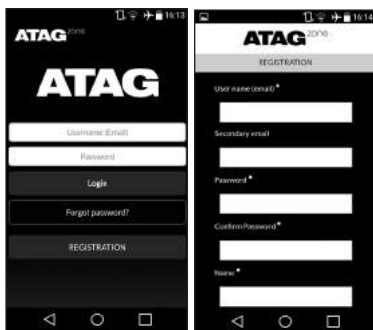 16:13
ATAG zone
ATAG
Username (Email)
Password
Login
Forgot password?
REGISTRATION
16:14
ATAG zone
REGISTRATION
User name (email) *
Secondary email
Password *
Confirm Password *
Name *